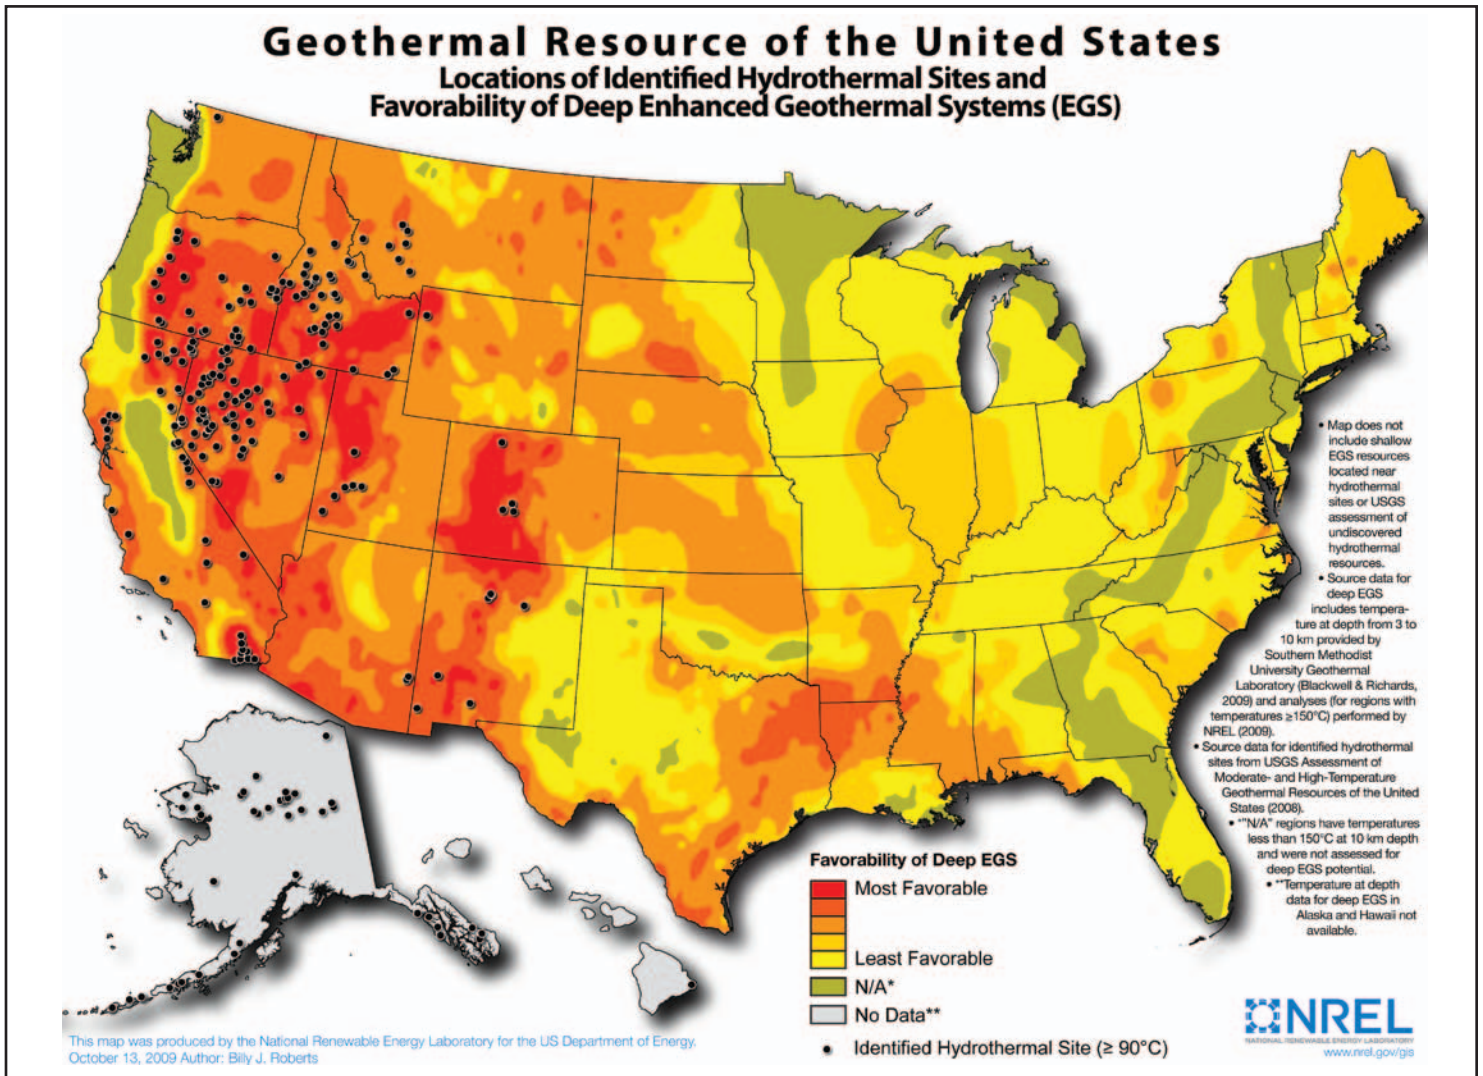 Geothermal Resource of the United States
Locations of Identified Hydrothermal Sites and
Favorability of Deep Enhanced Geothermal Systems (EGS)
• Map does not
include shallow
EGS resources
located near
hydrothermal
sites or USGS
assessment of
undiscovered
hydrothermal
resources.
• Source data for
deep EGS
includes tempera-
ture at depth from 3 to
10 km provided by
Southern Methodist
University Geothermal
Laboratory (Blackwell & Richards,
2009) and analyses (for regions with
temperatures ≥150°C) performed by
NREL (2009).
• Source data for identified hydrothermal
sites from USGS Assessment of
Moderate- and High-Temperature
Geothermal Resources of the United
States (2008).
• *"N/A" regions have temperatures
less than 150°C at 10 km depth
and were not assessed for
deep EGS potential.
• **Temperature at depth
data for deep EGS in
Alaska and Hawaii not
available.
Favorability of Deep EGS
Most Favorable
Least Favorable
N/A*
No Data**
Identified Hydrothermal Site (≥ 90°C)
This map was produced by the National Renewable Energy Laboratory for the US Department of Energy.
October 13, 2009 Author: Billy J. Roberts
NREL
NATIONAL RENEWABLE ENERGY LABORATORY
www.nrel.gov/gis